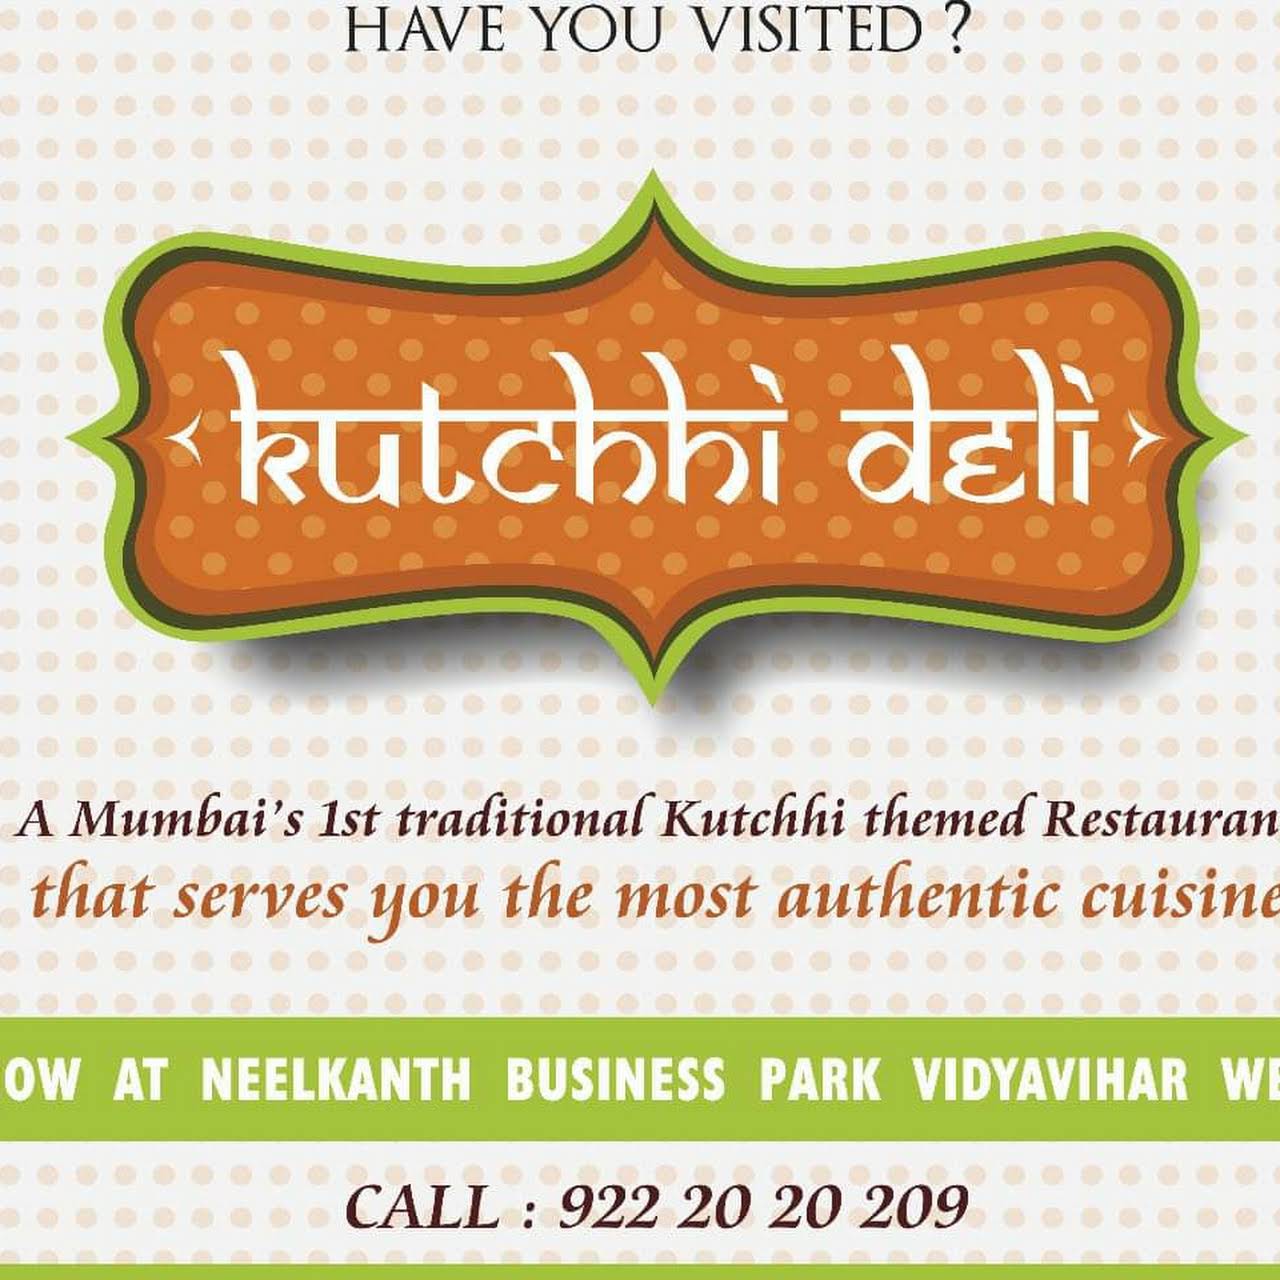 HAVE YOU VISITED ?
kutchhi deli
A Mumbai's 1st traditional Kutchhi themed Restauran
that serves you the most authentic cuisine
OW AT NEELKANTH BUSINESS PARK VIDYAVIHAR WE
CALL : 922 20 20 209